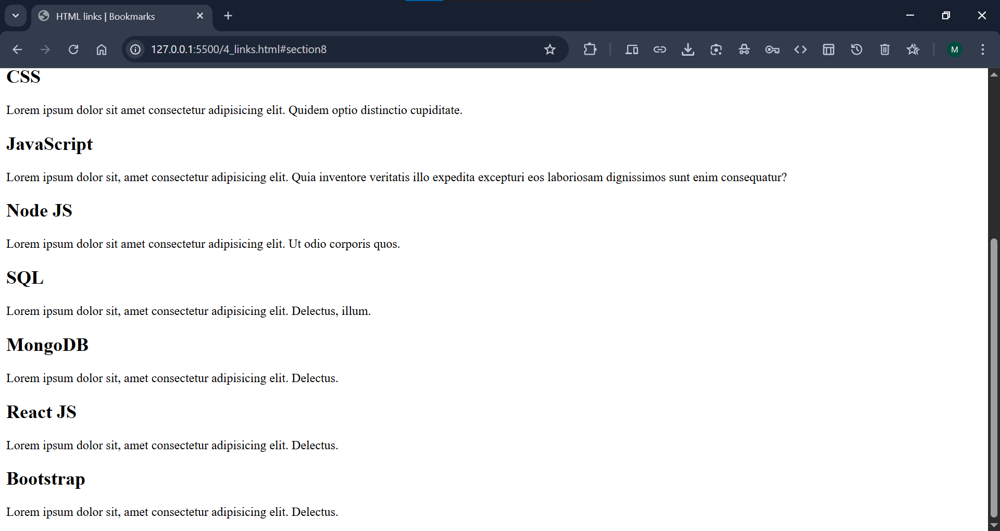 HTML links | Bookmarks
127.0.0.1:5500/4_links.html#section8
M
CSS
Lorem ipsum dolor sit amet consectetur adipisicing elit. Quidem optio distinctio cupiditate.
JavaScript
Lorem ipsum dolor sit, amet consectetur adipisicing elit. Quia inventore veritatis illo expedita excepturi eos laboriosam dignissimos sunt enim consequatur?
Node JS
Lorem ipsum dolor sit amet consectetur adipisicing elit. Ut odio corporis quos.
SQL
Lorem ipsum dolor sit, amet consectetur adipisicing elit. Delectus, illum.
MongoDB
Lorem ipsum dolor sit, amet consectetur adipisicing elit. Delectus.
React JS
Lorem ipsum dolor sit, amet consectetur adipisicing elit. Delectus.
Bootstrap
Lorem ipsum dolor sit, amet consectetur adipisicing elit. Delectus.